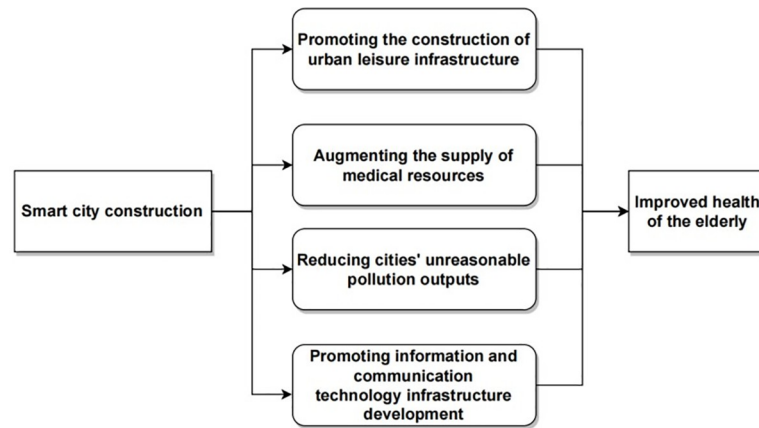 Promoting the construction of
urban leisure infrastructure
Augmenting the supply of
medical resources
Smart city construction
Improved health
of the elderly
Reducing cities' unreasonable
pollution outputs
Promoting information and
communication
technology infrastructure
development